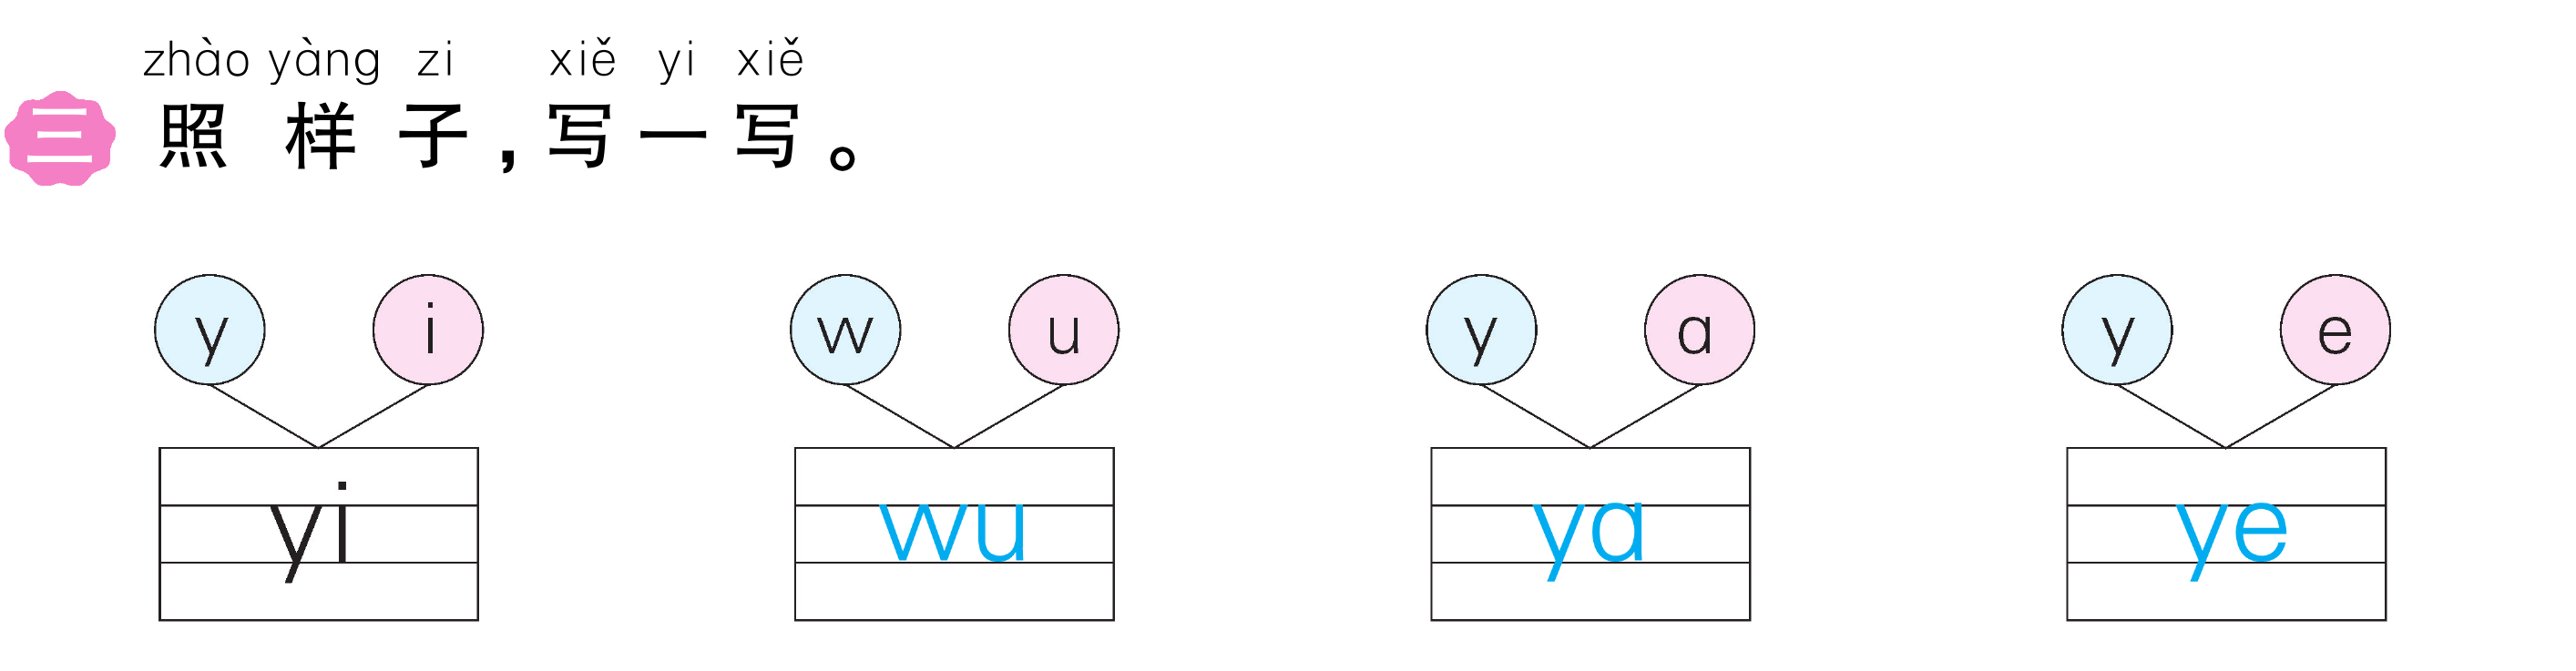 zhào yàng zi xiě yi xiě
三 照样子,写一写。
y i w u y a y e
yi wu ya ye